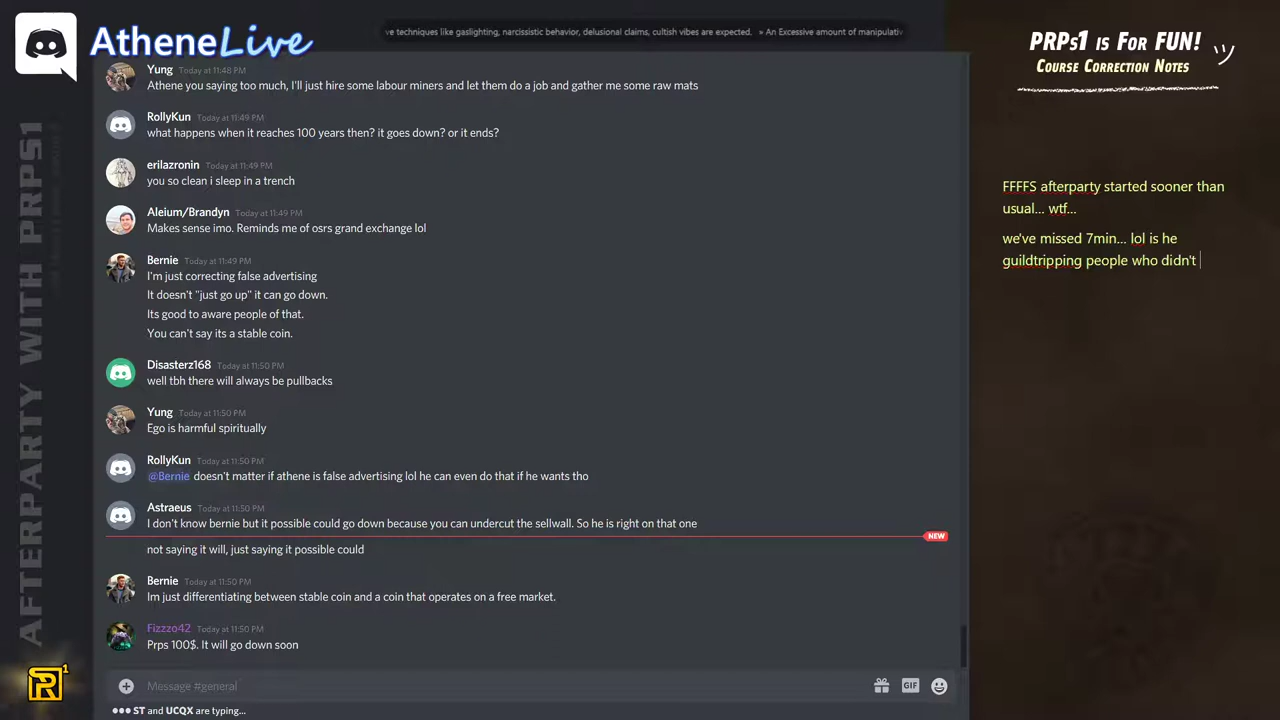 AtheneLive
ve techniques like gaslighting, narcissistic behavior, delusional claims, cultish vibes are expected.   » An Excessive amount of manipulativ
PRPs1 is For FUN!
Course Correction Notes
ツ
AFTERPARTY WITH PRPS1
Yung Today at 11:48 PM
Athene you saying too much, I'll just hire some labour miners and let them do a job and gather me some raw mats
RollyKun Today at 11:49 PM
what happens when it reaches 100 years then? it goes down? or it ends?
erilazronin Today at 11:49 PM
you so clean i sleep in a trench
Aleium/Brandyn Today at 11:49 PM
Makes sense imo. Reminds me of osrs grand exchange lol
Bernie Today at 11:49 PM
I'm just correcting false advertising
It doesn't "just go up" it can go down.
Its good to aware people of that.
You can't say its a stable coin.
Disasterz168 Today at 11:50 PM
well tbh there will always be pullbacks
Yung Today at 11:50 PM
Ego is harmful spiritually
RollyKun Today at 11:50 PM
@Bernie doesn't matter if athene is false advertising lol he can even do that if he wants tho
Astraeus Today at 11:50 PM
I don't know bernie but it possible could go down because you can undercut the sellwall. So he is right on that one
NEW
not saying it will, just saying it possible could
Bernie Today at 11:50 PM
Im just differentiating between stable coin and a coin that operates on a free market.
Fizzzo42 Today at 11:50 PM
Prps 100$. It will go down soon
Message #general
GIF
ST and UCQX are typing...
FFFFS afterparty started sooner than
usual... wtf...
we've missed 7min... lol is he
guildtripping people who didn't
R1